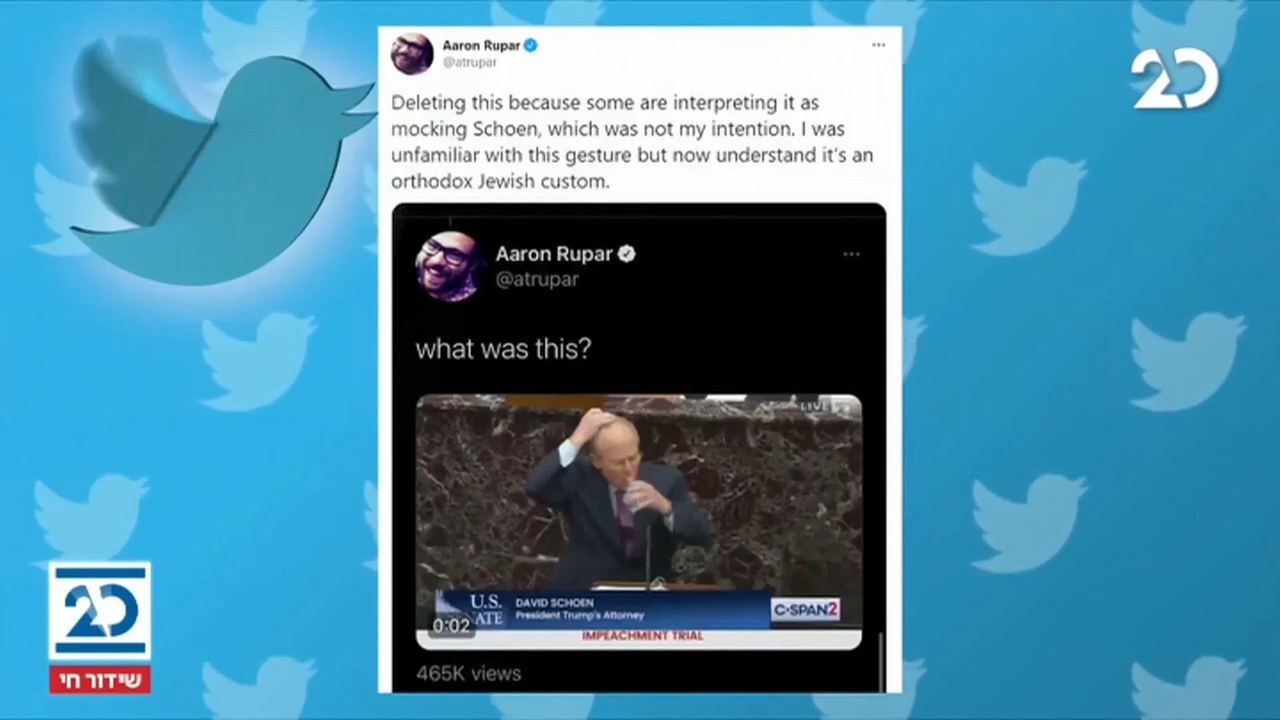 Aaron Rupar
@atrupar
20
Deleting this because some are interpreting it as
mocking Schoen, which was not my intention. I was
unfamiliar with this gesture but now understand it's an
orthodox Jewish custom.
Aaron Rupar
@atrupar
what was this?
LIVE
U.S.
DAVID SCHOEN
President Trump's Attorney
C-SPAN2
0:02
ATE
IMPEACHMENT TRIAL
465K views
20
שידור חי